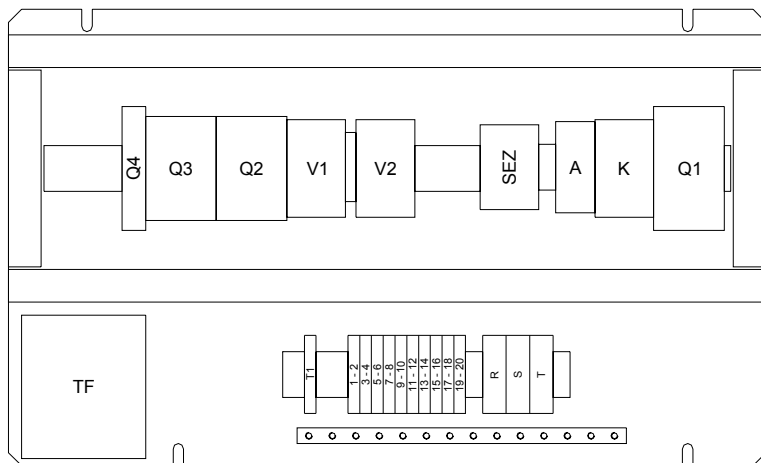 Q4
Q3
Q2
V1
V2
SEZ
A
K
Q1
TF
T1
1 - 2
3 - 4
5 - 6
7 - 8
9 - 10
11 - 12
13 - 14
15 - 16
17 - 18
19 - 20
R
S
T